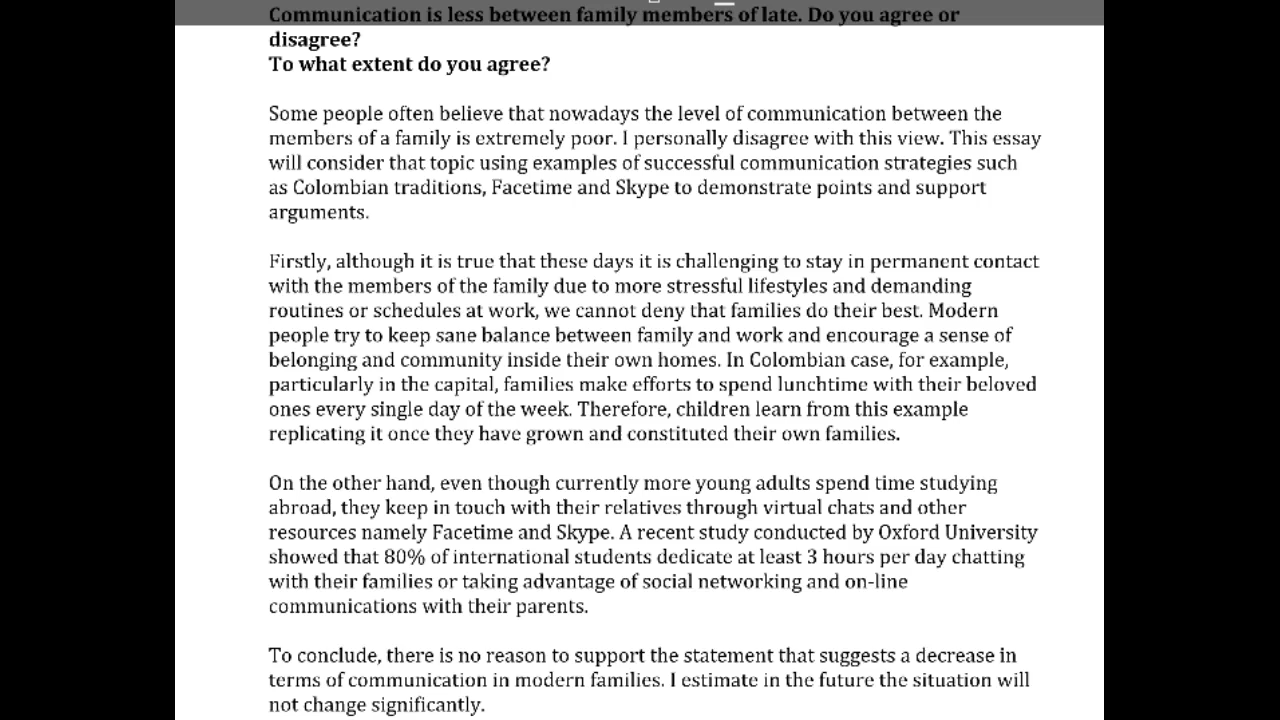 Communication is less between family members of late. Do you agree or
disagree?
To what extent do you agree?
Some people often believe that nowadays the level of communication between the
members of a family is extremely poor. I personally disagree with this view. This essay
will consider that topic using examples of successful communication strategies such
as Colombian traditions, Facetime and Skype to demonstrate points and support
arguments.
Firstly, although it is true that these days it is challenging to stay in permanent contact
with the members of the family due to more stressful lifestyles and demanding
routines or schedules at work, we cannot deny that families do their best. Modern
people try to keep sane balance between family and work and encourage a sense of
belonging and community inside their own homes. In Colombian case, for example,
particularly in the capital, families make efforts to spend lunchtime with their beloved
ones every single day of the week. Therefore, children learn from this example
replicating it once they have grown and constituted their own families.
On the other hand, even though currently more young adults spend time studying
abroad, they keep in touch with their relatives through virtual chats and other
resources namely Facetime and Skype. A recent study conducted by Oxford University
showed that 80% of international students dedicate at least 3 hours per day chatting
with their families or taking advantage of social networking and on-line
communications with their parents.
To conclude, there is no reason to support the statement that suggests a decrease in
terms of communication in modern families. I estimate in the future the situation will
not change significantly.